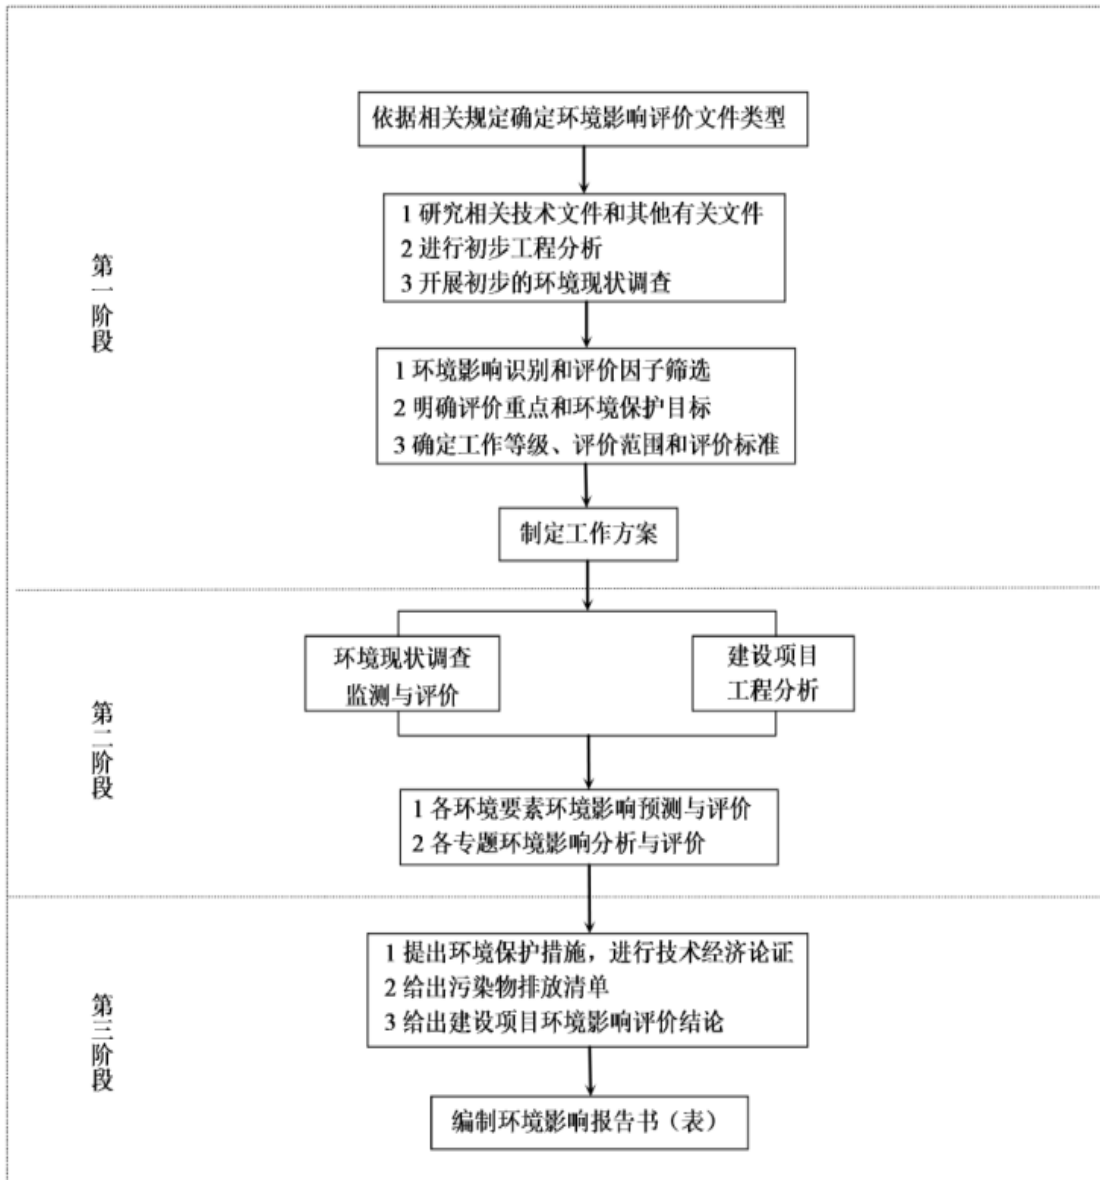 依据相关规定确定环境影响评价文件类型
1 研究相关技术文件和其他有关文件
2 进行初步工程分析
3 开展初步的环境现状调查
第一阶段
1 环境影响识别和评价因子筛选
2 明确评价重点和环境保护目标
3 确定工作等级、评价范围和评价标准
制定工作方案
环境现状调查
监测与评价
建设项目
工程分析
第二阶段
1 各环境要素环境影响预测与评价
2 各专题环境影响分析与评价
1 提出环境保护措施，进行技术经济论证
2 给出污染物排放清单
3 给出建设项目环境影响评价结论
第三阶段
编制环境影响报告书（表）